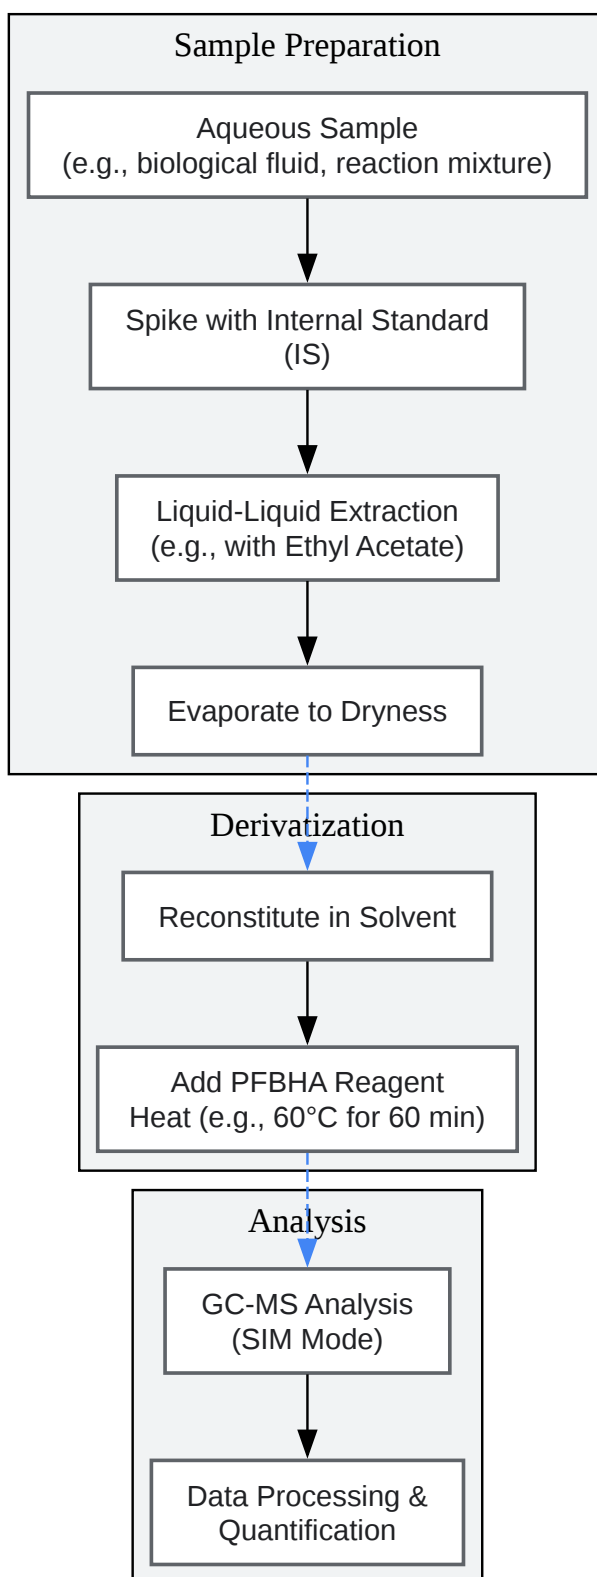 Sample Preparation
Aqueous Sample
(e.g., biological fluid, reaction mixture)
Spike with Internal Standard
(IS)
Liquid-Liquid Extraction
(e.g., with Ethyl Acetate)
Evaporate to Dryness
Derivatization
Reconstitute in Solvent
Add PFBHA Reagent
Heat (e.g., 60°C for 60 min)
Analysis
GC-MS Analysis
(SIM Mode)
Data Processing &
Quantification